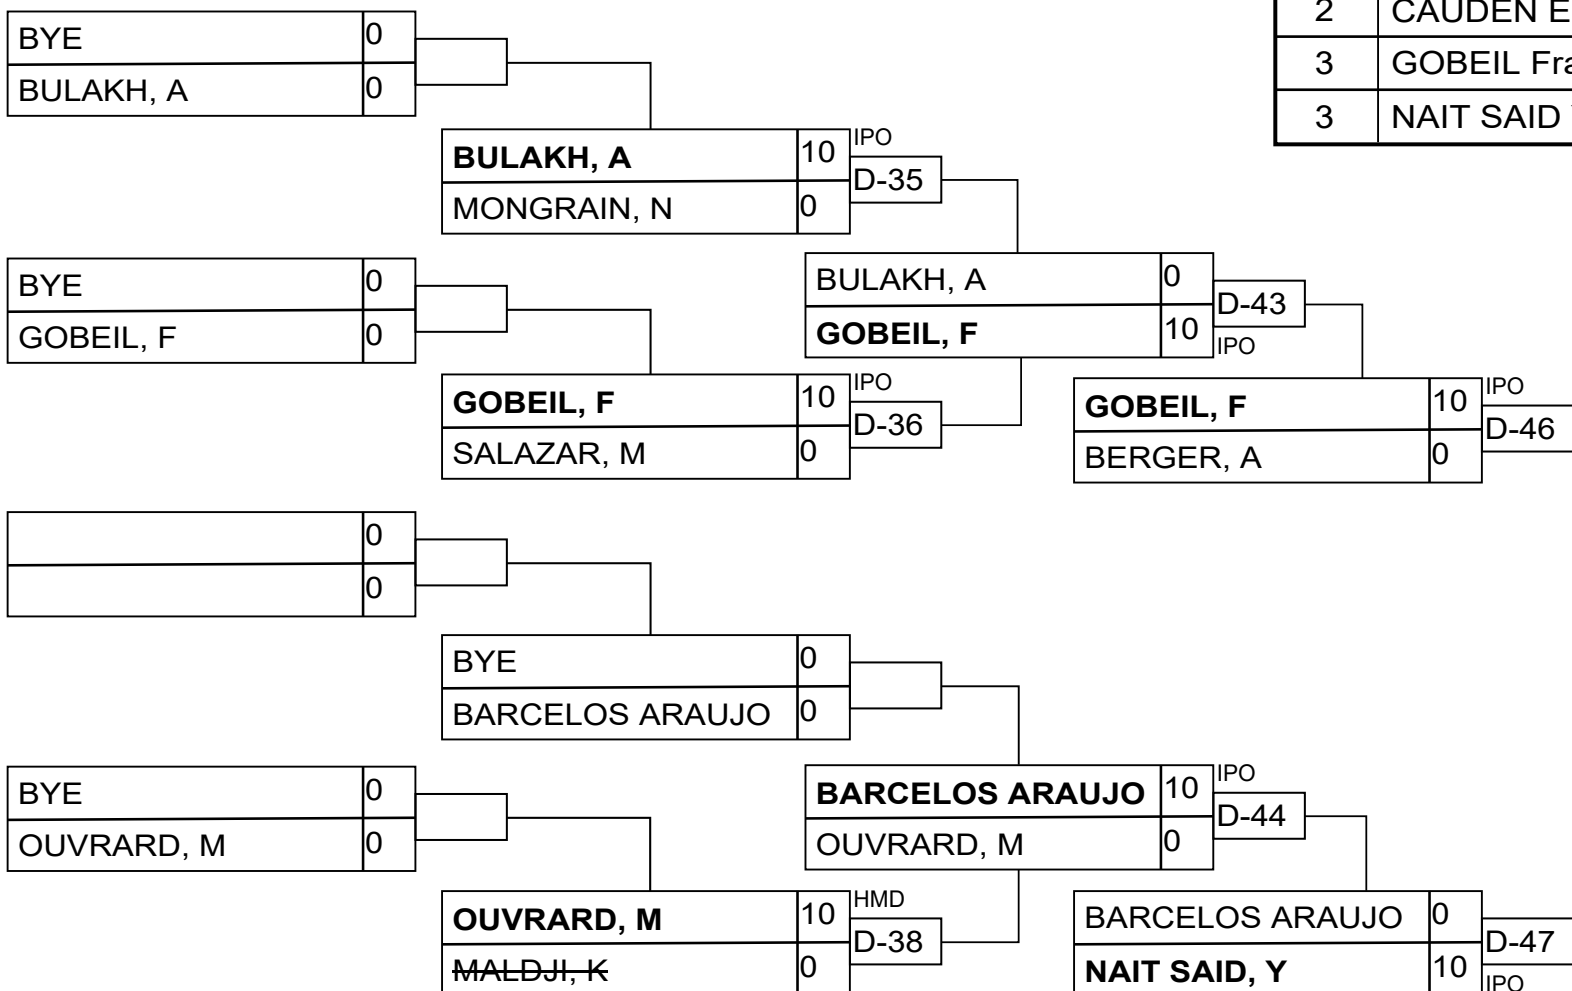 2 CAUDEN E
3 GOBEIL Fra
3 NAIT SAID
BYE 0
BULAKH, A 0
BULAKH, A 10 IPO
D-35
MONGRAIN, N 0
BYE 0
GOBEIL, F 0
BULAKH, A 0
D-43
GOBEIL, F 10 IPO
GOBEIL, F 10 IPO
D-36
SALAZAR, M 0
GOBEIL, F 10 IPO
D-46
BERGER, A 0
0
0
BYE 0
BARCELOS ARAUJO 0
BYE 0
OUVRARD, M 0
BARCELOS ARAUJO 10 IPO
D-44
OUVRARD, M 0
OUVRARD, M 10 HMD
D-38
MALDJI, K 0
BARCELOS ARAUJO 0
D-47
NAIT SAID, Y 10 IPO